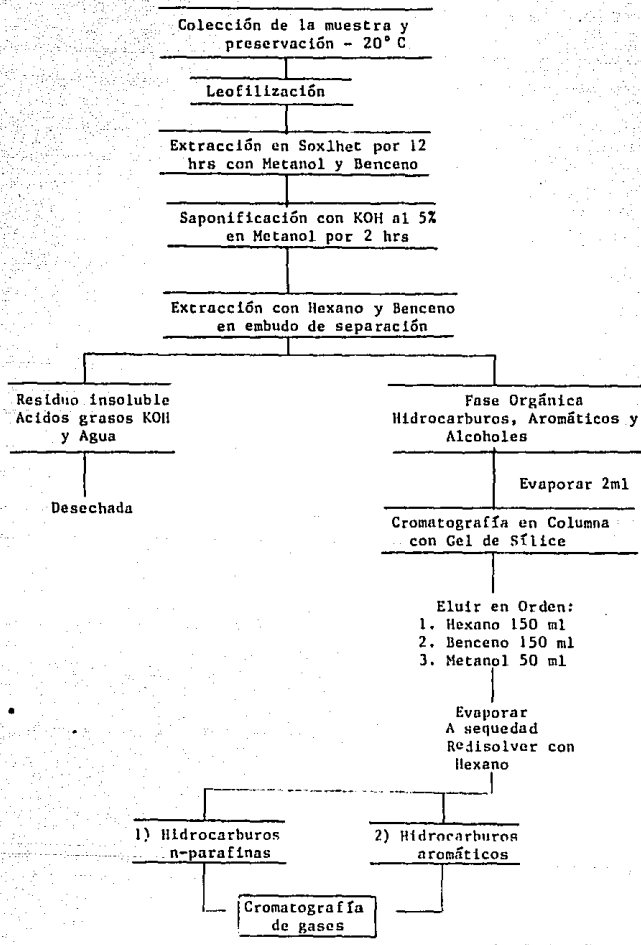 Colección de la muestra y
preservación - 20° C
Leofilización
Extracción en Soxlhet por 12
hrs con Metanol y Benceno
Saponificación con KOH al 5%
en Metanol por 2 hrs
Extracción con Hexano y Benceno
en embudo de separación
Residuo insoluble
Acidos grasos KOH
y Agua
Desechada
Fase Orgánica
Hidrocarburos, Aromáticos y
Alcoholes
Evaporar 2ml
Cromatografía en Columna
con Gel de Sílice
Eluir en Orden:
1. Hexano 150 ml
2. Benceno 150 ml
3. Metanol 50 ml
Evaporar
A sequedad
Redisolver con
Hexano
1) Hidrocarburos
n-parafinas
2) Hidrocarburos
aromáticos
Cromatografía
de gases